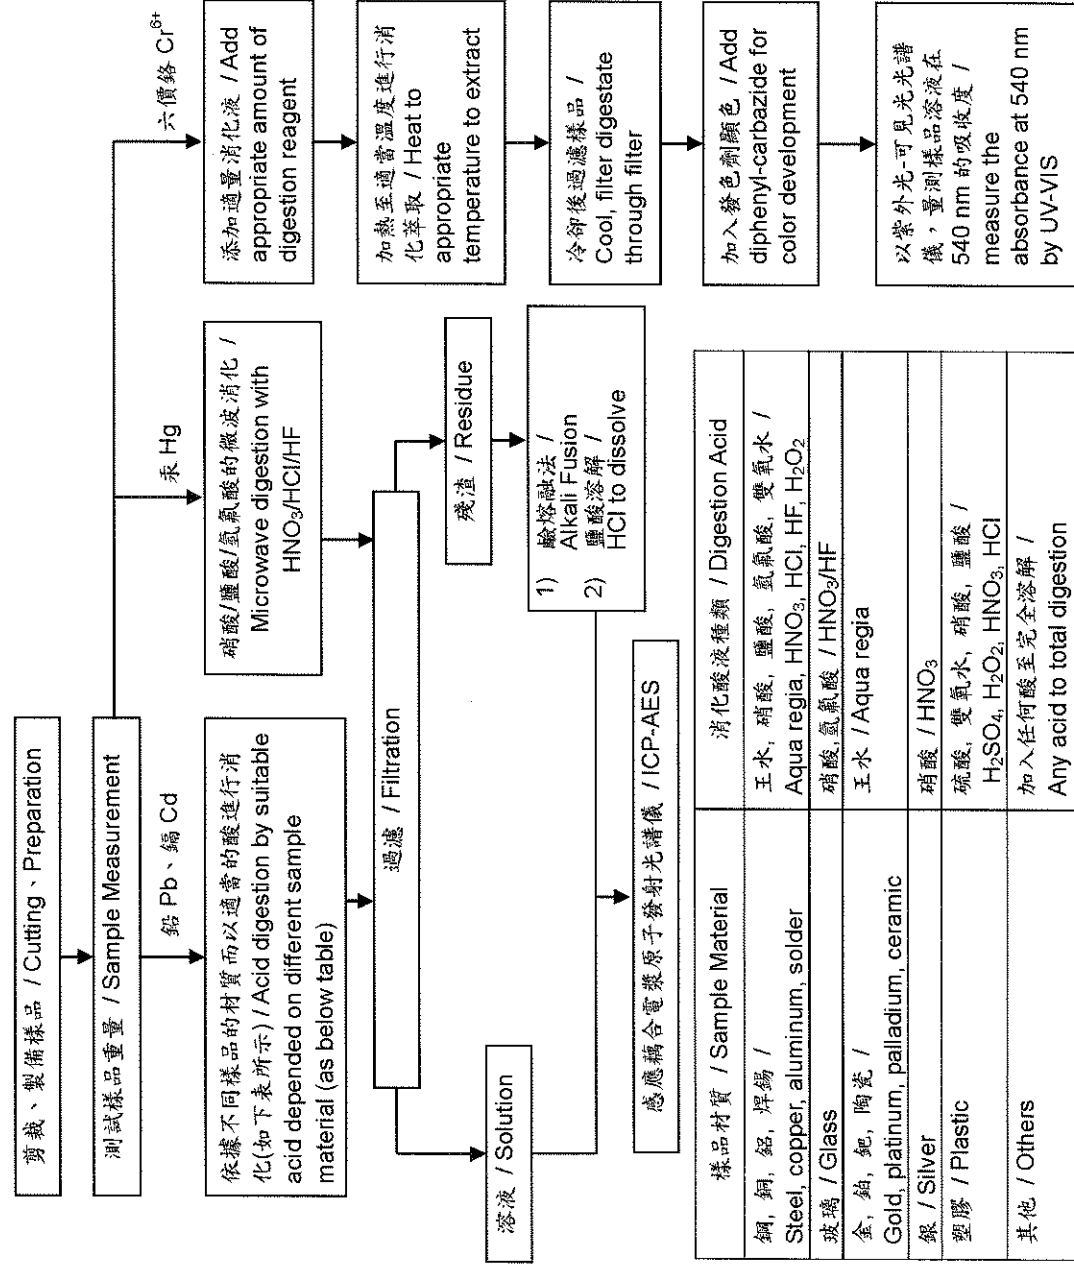 剪裁、製備樣品 / Cutting、Preparation
測試樣品重量 / Sample Measurement
鉛 Pb、鎘 Cd
汞 Hg
六價鉻 Cr⁶⁺
依據不同樣品的材質而以適當的酸進行消
化(如下表所示) / Acid digestion by suitable
acid depended on different sample
material (as below table)
硝酸/鹽酸/氫氟酸的微波消化 /
Microwave digestion with
HNO₃/HCl/HF
添加適量消化液 / Add
appropriate amount of
digestion reagent
加熱至適當溫度進行消
化萃取 / Heat to
appropriate
temperature to extract
冷卻後過濾樣品 /
Cool, filter digestate
through filter
加入發色劑顯色 / Add
diphenyl-carbazide for
color development
以紫外光-可見光光譜
儀，量測樣品溶液在
540 nm 的吸收度 /
measure the
absorbance at 540 nm
by UV-VIS
過濾 / Filtration
溶液 / Solution
殘渣 / Residue
1) 鹼熔融法 /
Alkali Fusion
2) 鹽酸溶解 /
HCl to dissolve
感應藕合電漿原子發射光譜儀 / ICP-AES
樣品材質 / Sample Material
消化酸液種類 / Digestion Acid
鋼, 銅, 鋁, 焊錫 /
Steel, copper, aluminum, solder
王水, 硝酸, 鹽酸, 氫氟酸, 雙氧水 /
Aqua regia, HNO₃, HCl, HF, H₂O₂
玻璃 / Glass
硝酸,氫氟酸 / HNO₃/HF
金, 鉑, 鈀, 陶瓷 /
Gold, platinum, palladium, ceramic
王水 / Aqua regia
銀 / Silver
硝酸 / HNO₃
塑膠 / Plastic
硫酸, 雙氧水, 硝酸, 鹽酸 /
H₂SO₄, H₂O₂, HNO₃, HCl
其他 / Others
加入任何酸至完全溶解 /
Any acid to total digestion